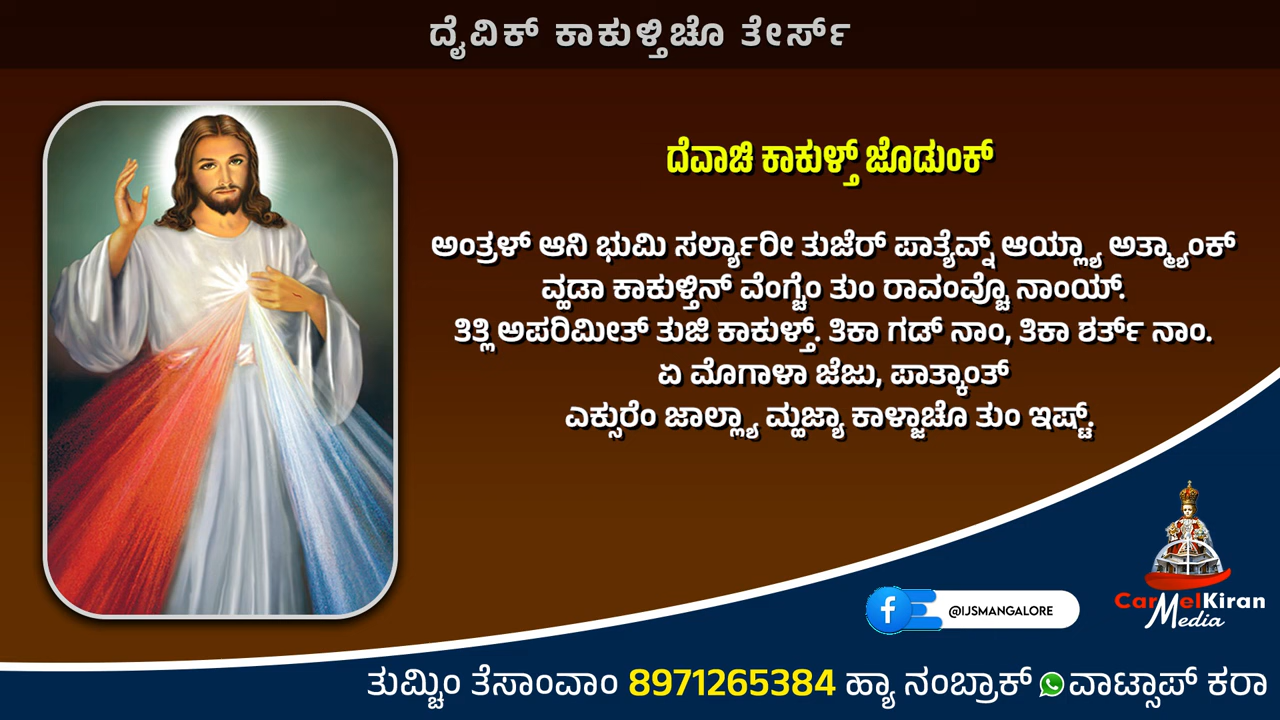 ದೈವಿಕ್ ಕಾಕುಳ್ತಿಚೊ ತೇರ್ಸ್
ದೆವಾಚಿ ಕಾಕುಳ್ತ್ ಜೊಡುಂಕ್
ಅಂತ್ರಳ್ ಆನಿ ಭುಮಿ ಸರ್ಲ್ಯಾರೀ ತುಜೆರ್ ಪಾತ್ಯೆವ್ನ್ ಆಯ್ಲ್ಯಾ ಅತ್ಮ್ಯಾಂಕ್
ವ್ಹಡಾ ಕಾಕುಳ್ತಿನ್ ವೆಂಗ್ಚೆಂ ತುಂ ರಾವಂವ್ಚೊ ನಾಂಯ್.
ತಿತ್ಲಿ ಅಪರಿಮೀತ್ ತುಜಿ ಕಾಕುಳ್ತ್. ತಿಕಾ ಗಡ್ ನಾಂ, ತಿಕಾ ಶರ್ತ್ ನಾಂ.
ಏ ಮೊಗಾಳಾ ಜೆಜು, ಪಾತ್ಕಾಂತ್
ಎಕ್ಸುರೆಂ ಜಾಲ್ಲ್ಯಾ ಮ್ಹಜ್ಯಾ ಕಾಳ್ಜಾಚೊ ತುಂ ಇಷ್ಟ್.
@IJSMANGALORE
CarmelKiran
Media
ತುಮ್ಚಿಂ ತೆಸಾಂವಾಂ 8971265384 ಹ್ಯಾ ನಂಬ್ರಾಕ್ ವಾಟ್ಸಾಪ್ ಕರಾ